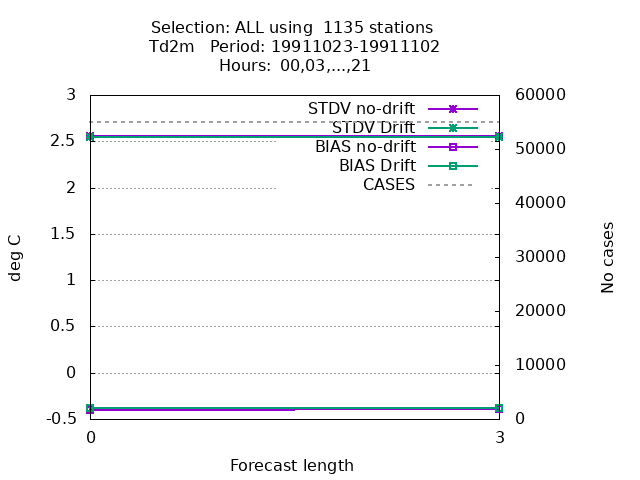 Selection: ALL using  1135 stations
Td2m   Period: 19911023-19911102
Hours:  00,03,...,21
3
2.5
2
1.5
1
0.5
0
-0.5
60000
50000
40000
30000
20000
10000
0
STDV no-drift
STDV Drift
BIAS no-drift
BIAS Drift
CASES
deg C
No cases
0
3
Forecast length